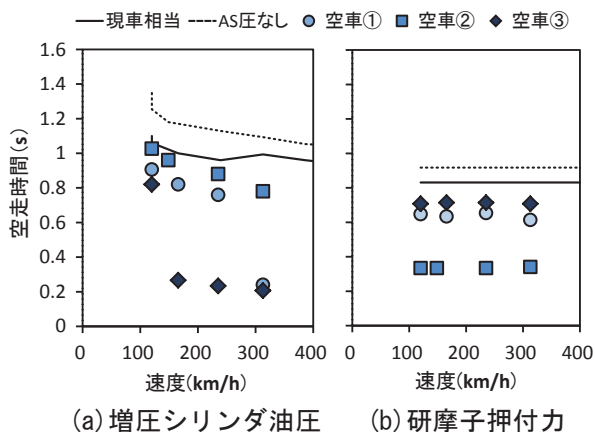 現車相当 AS圧なし 空車① 空車② 空車③
空走時間(s)
1.6
1.4
1.2
1
0.8
0.6
0.4
0.2
0
0 100 200 300 400
0 100 200 300 400
速度(km/h)
速度(km/h)
(a) 増圧シリンダ油圧
(b) 研摩子押付力